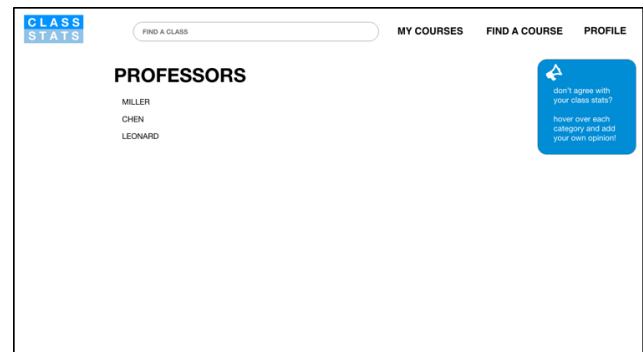 CLASS
STATS
FIND A CLASS
MY COURSES
FIND A COURSE
PROFILE
PROFESSORS
MILLER
CHEN
LEONARD
don't agree with
your class stats?
hover over each
category and add
your own opinion!